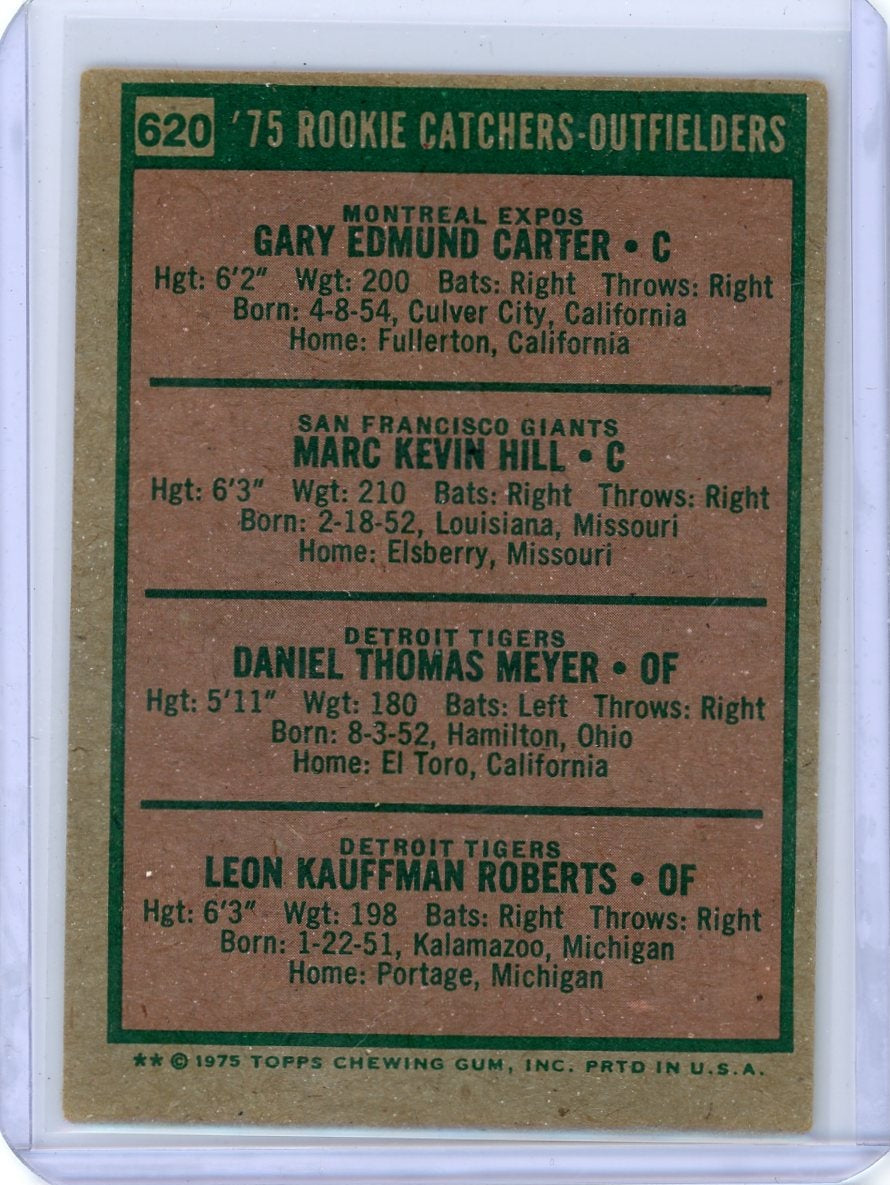 620 '75 ROOKIE CATCHERS-OUTFIELDERS
MONTREAL EXPOS
GARY EDMUND CARTER • C
Hgt: 6'2" Wgt: 200 Bats: Right Throws: Right
Born: 4-8-54, Culver City, California
Home: Fullerton, California
SAN FRANCISCO GIANTS
MARC KEVIN HILL • C
Hgt: 6'3" Wgt: 210 Bats: Right Throws: Right
Born: 2-18-52, Louisiana, Missouri
Home: Elsberry, Missouri
DETROIT TIGERS
DANIEL THOMAS MEYER • OF
Hgt: 5'11" Wgt: 180 Bats: Left Throws: Right
Born: 8-3-52, Hamilton, Ohio
Home: El Toro, California
DETROIT TIGERS
LEON KAUFFMAN ROBERTS • OF
Hgt: 6'3" Wgt: 198 Bats: Right Throws: Right
Born: 1-22-51, Kalamazoo, Michigan
Home: Portage, Michigan
** © 1975 TOPPS CHEWING GUM, INC. PRTD IN U.S.A.